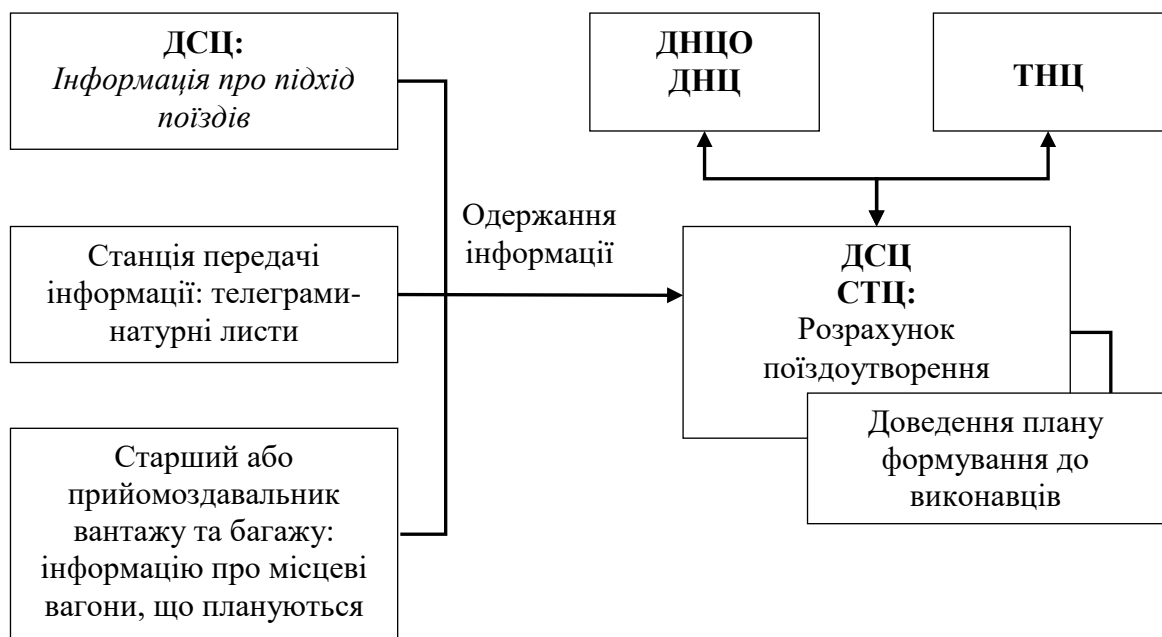 ДСЦ:
Інформація про підхід
поїздів
ДНЦО
ДНЦ
ТНЦ
Одержання
інформації
Станція передачі
інформації: телеграми-
натурні листи
ДСЦ
СТЦ:
Розрахунок
поїздоутворення
Доведення плану
формування до
виконавців
Старший або
прийомоздавальник
вантажу та багажу:
інформацію про місцеві
вагони, що плануються